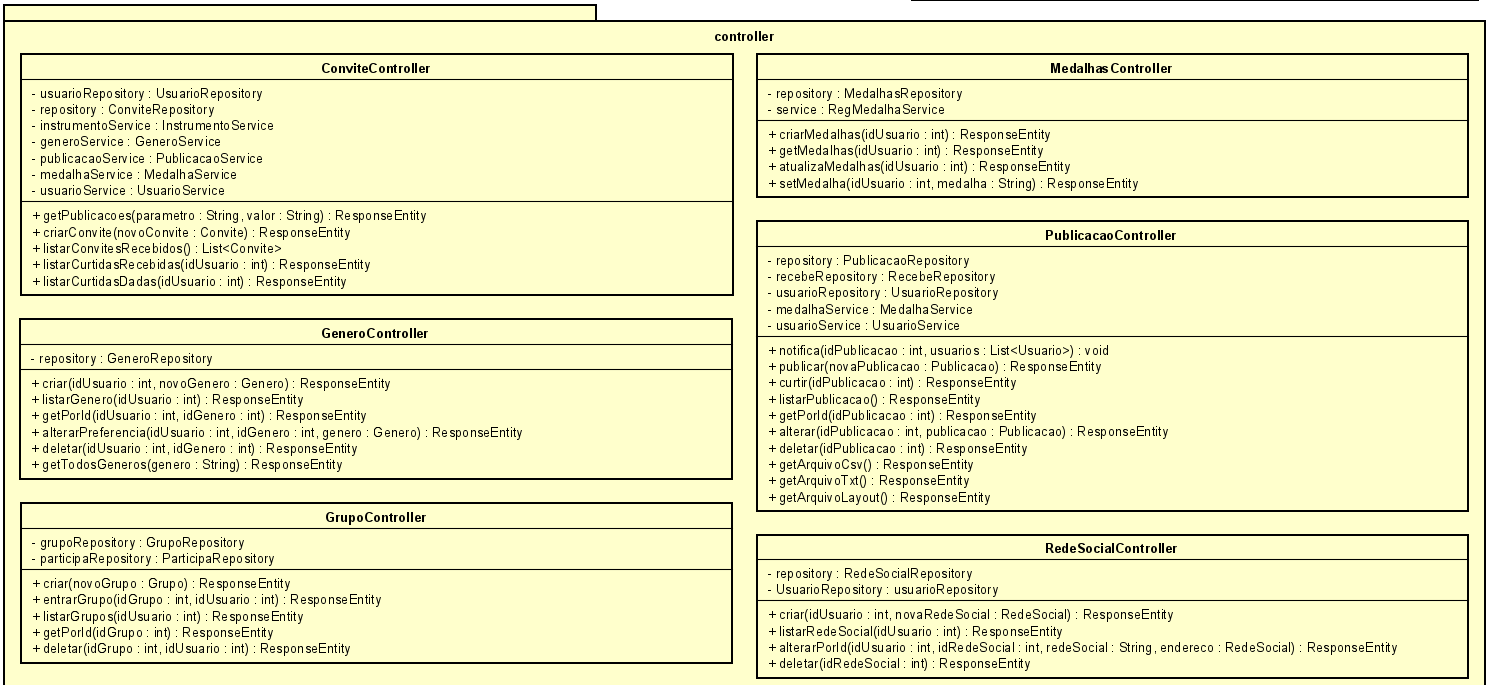 controller
ConviteController
- usuarioRepository : UsuarioRepository
- repository : ConviteRepository
- instrumentoService : InstrumentoService
- generoService : GeneroService
- publicacaoService : PublicacaoService
- medalhaService : MedalhaService
- usuarioService : UsuarioService
+ getPublicacoes(parametro : String, valor : String) : ResponseEntity
+ criarConvite(novoConvite : Convite) : ResponseEntity
+ listarConvitesRecebidos() : List<Convite>
+ listarCurtidasRecebidas(idUsuario : int) : ResponseEntity
+ listarCurtidasDadas(idUsuario : int) : ResponseEntity
GeneroController
- repository : GeneroRepository
+ criar(idUsuario : int, novoGenero : Genero) : ResponseEntity
+ listarGenero(idUsuario : int) : ResponseEntity
+ getPorId(idUsuario : int, idGenero : int) : ResponseEntity
+ alterarPreferencia(idUsuario : int, idGenero : int, genero : Genero) : ResponseEntity
+ deletar(idUsuario : int, idGenero : int) : ResponseEntity
+ getTodosGeneros(genero : String) : ResponseEntity
GrupoController
- grupoRepository : GrupoRepository
- participaRepository : ParticipaRepository
+ criar(novoGrupo : Grupo) : ResponseEntity
+ entrarGrupo(idGrupo : int, idUsuario : int) : ResponseEntity
+ listarGrupos(idUsuario : int) : ResponseEntity
+ getPorId(idGrupo : int) : ResponseEntity
+ deletar(idGrupo : int, idUsuario : int) : ResponseEntity
MedalhasController
- repository : MedalhasRepository
- service : RegMedalhaService
+ criarMedalhas(idUsuario : int) : ResponseEntity
+ getMedalhas(idUsuario : int) : ResponseEntity
+ atualizaMedalhas(idUsuario : int) : ResponseEntity
+ setMedalha(idUsuario : int, medalha : String) : ResponseEntity
PublicacaoController
- repository : PublicacaoRepository
- recebeRepository : RecebeRepository
- usuarioRepository : UsuarioRepository
- medalhaService : MedalhaService
- usuarioService : UsuarioService
+ notifica(idPublicacao : int, usuarios : List<Usuario>) : void
+ publicar(novaPublicacao : Publicacao) : ResponseEntity
+ curtir(idPublicacao : int) : ResponseEntity
+ listarPublicacao() : ResponseEntity
+ getPorId(idPublicacao : int) : ResponseEntity
+ alterar(idPublicacao : int, publicacao : Publicacao) : ResponseEntity
+ deletar(idPublicacao : int) : ResponseEntity
+ getArquivoCsv() : ResponseEntity
+ getArquivoTxt() : ResponseEntity
+ getArquivoLayout() : ResponseEntity
RedeSocialController
- repository : RedeSocialRepository
- UsuarioRepository : usuarioRepository
+ criar(idUsuario : int, novaRedeSocial : RedeSocial) : ResponseEntity
+ listarRedeSocial(idUsuario : int) : ResponseEntity
+ alterarPorId(idUsuario : int, idRedeSocial : int, redeSocial : String, endereco : RedeSocial) : ResponseEntity
+ deletar(idRedeSocial : int) : ResponseEntity